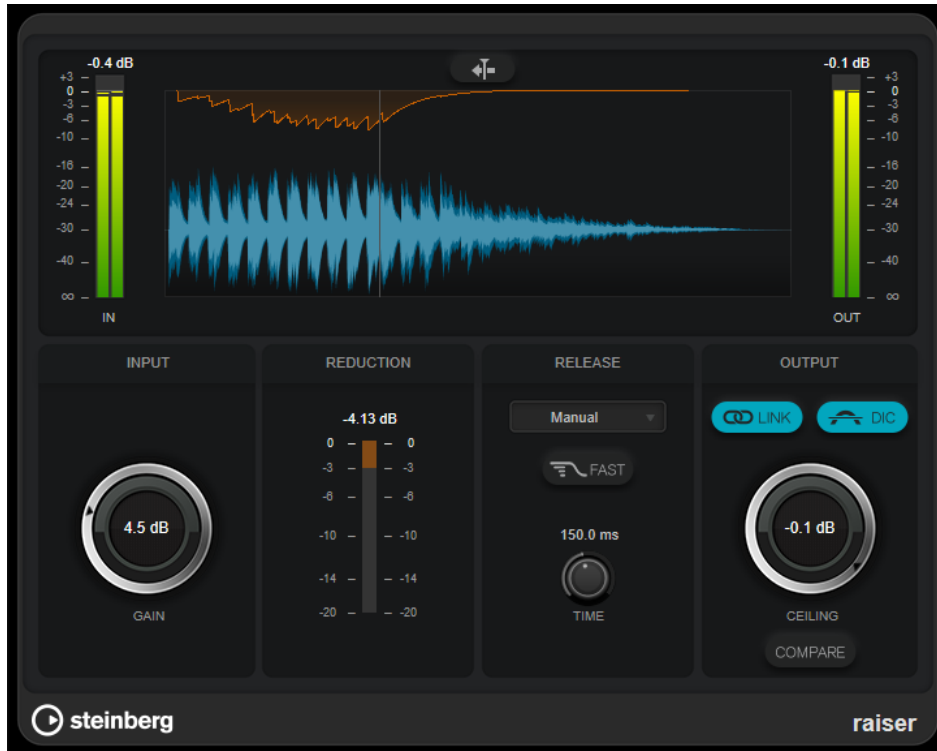 -0.4 dB
-0.1 dB
+3
0
-3
-6
-10
-16
-20
-24
-30
-40
∞
IN
+3
0
-3
-6
-10
-16
-20
-24
-30
-40
∞
OUT
INPUT
4.5 dB
GAIN
REDUCTION
-4.13 dB
0 0
-3 -3
-6 -6
-10 -10
-14 -14
-20 -20
RELEASE
Manual
FAST
150.0 ms
TIME
OUTPUT
LINK DIC
-0.1 dB
CEILING
COMPARE
steinberg
raiser